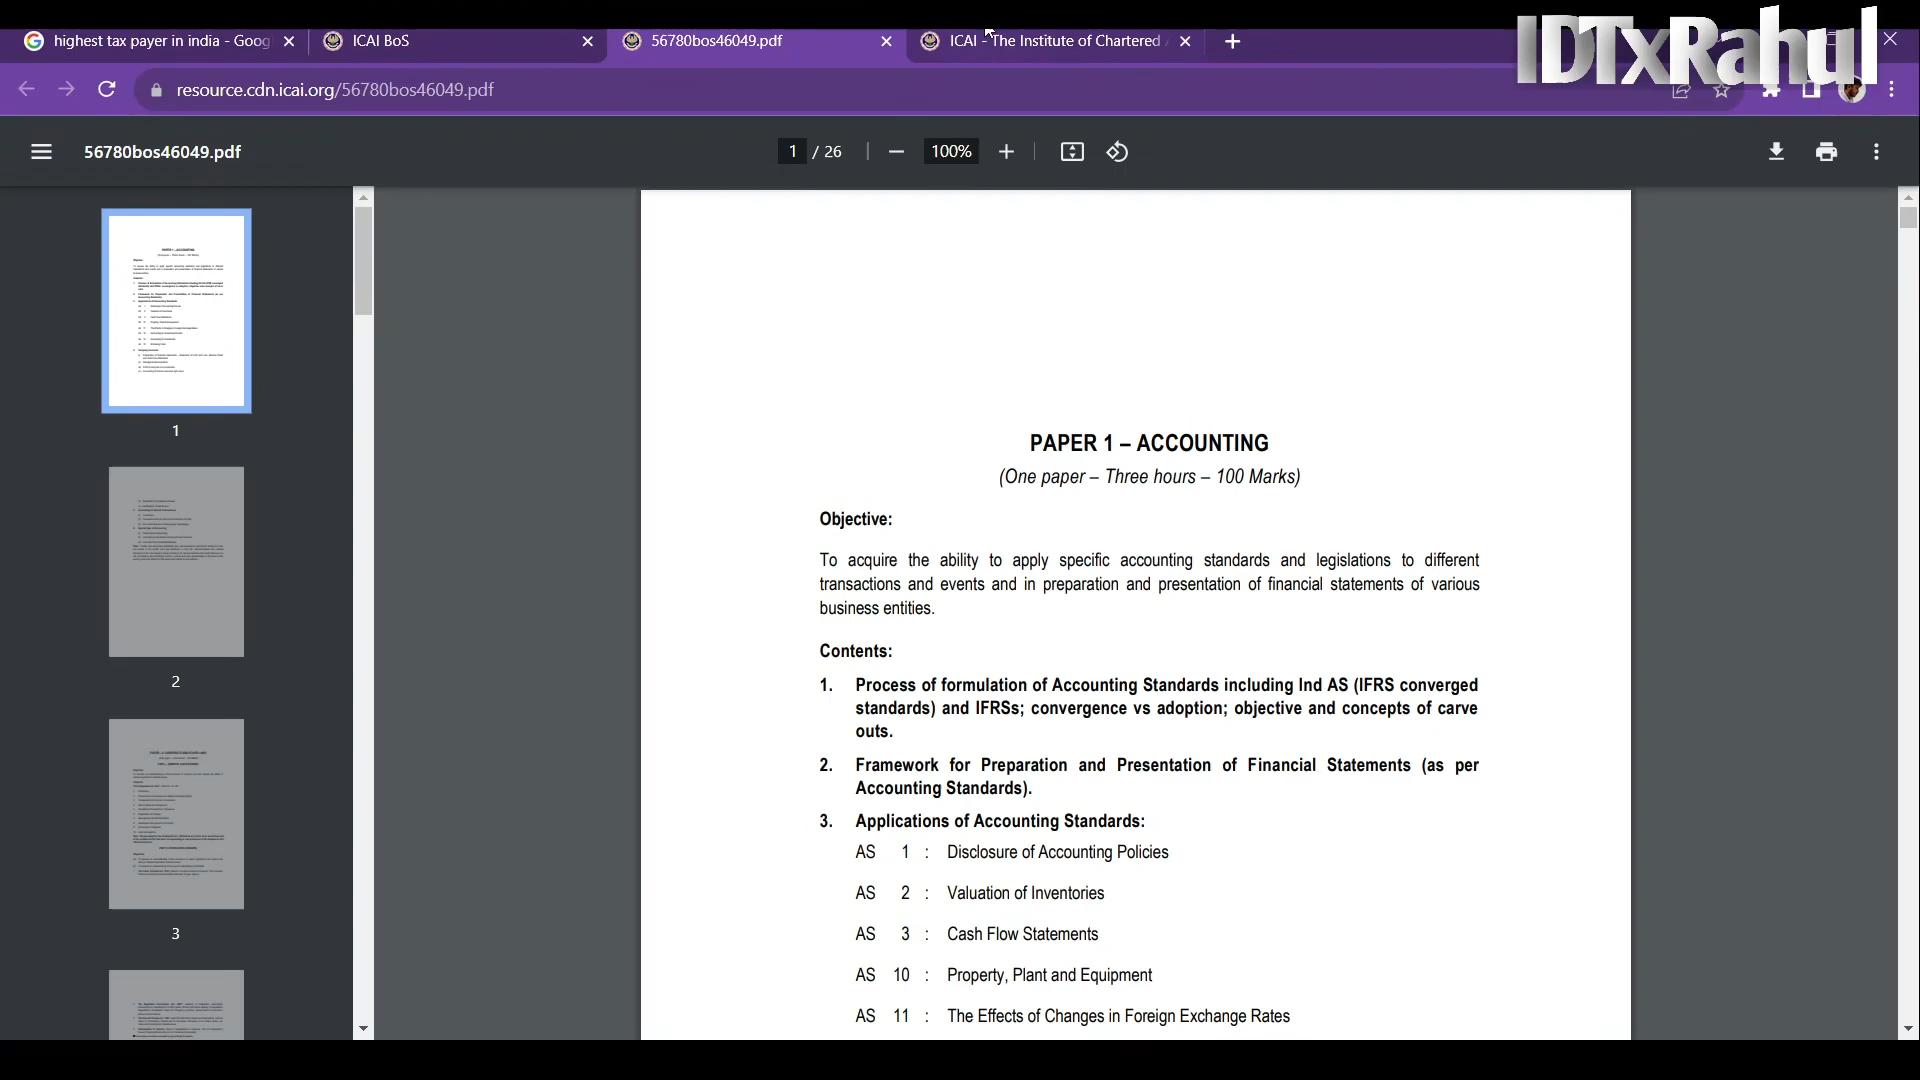 highest tax payer in india - Goog
ICAI BoS
56780bos46049.pdf
ICAI - The Institute of Chartered
IDTxRahul
resource.cdn.icai.org/56780bos46049.pdf
56780bos46049.pdf
1 / 26
100%
1
2
3
PAPER 1 – ACCOUNTING
(One paper – Three hours – 100 Marks)
Objective:
To acquire the ability to apply specific accounting standards and legislations to different
transactions and events and in preparation and presentation of financial statements of various
business entities.
Contents:
1. Process of formulation of Accounting Standards including Ind AS (IFRS converged
standards) and IFRSs; convergence vs adoption; objective and concepts of carve
outs.
2. Framework for Preparation and Presentation of Financial Statements (as per
Accounting Standards).
3. Applications of Accounting Standards:
AS 1 : Disclosure of Accounting Policies
AS 2 : Valuation of Inventories
AS 3 : Cash Flow Statements
AS 10 : Property, Plant and Equipment
AS 11 : The Effects of Changes in Foreign Exchange Rates